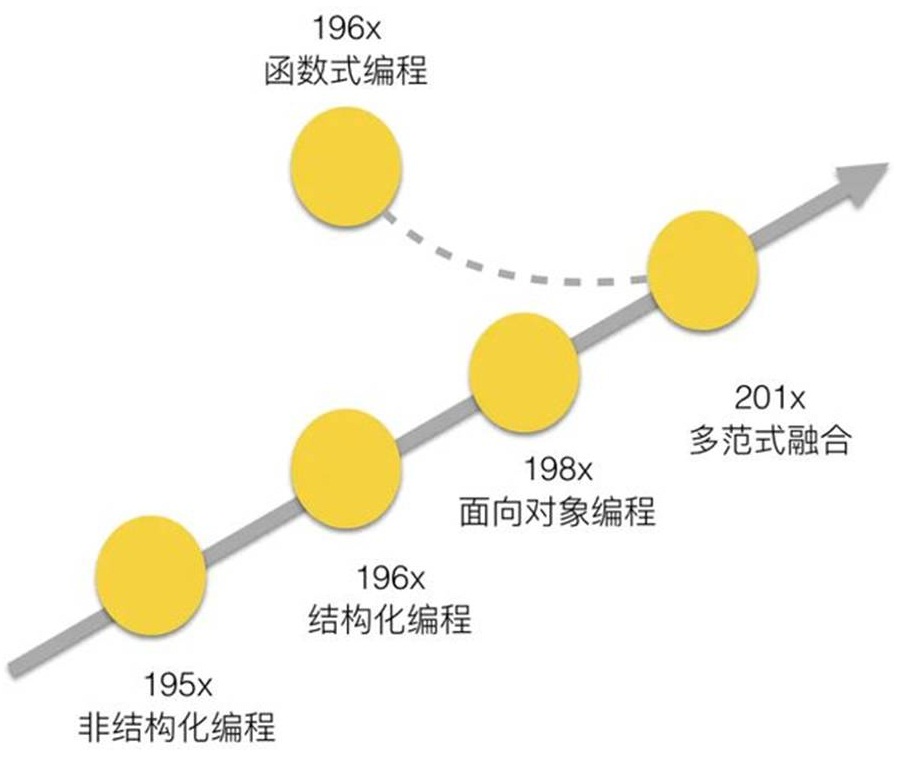 196x
函数式编程
201x
多范式融合
198x
面向对象编程
196x
结构化编程
195x
非结构化编程